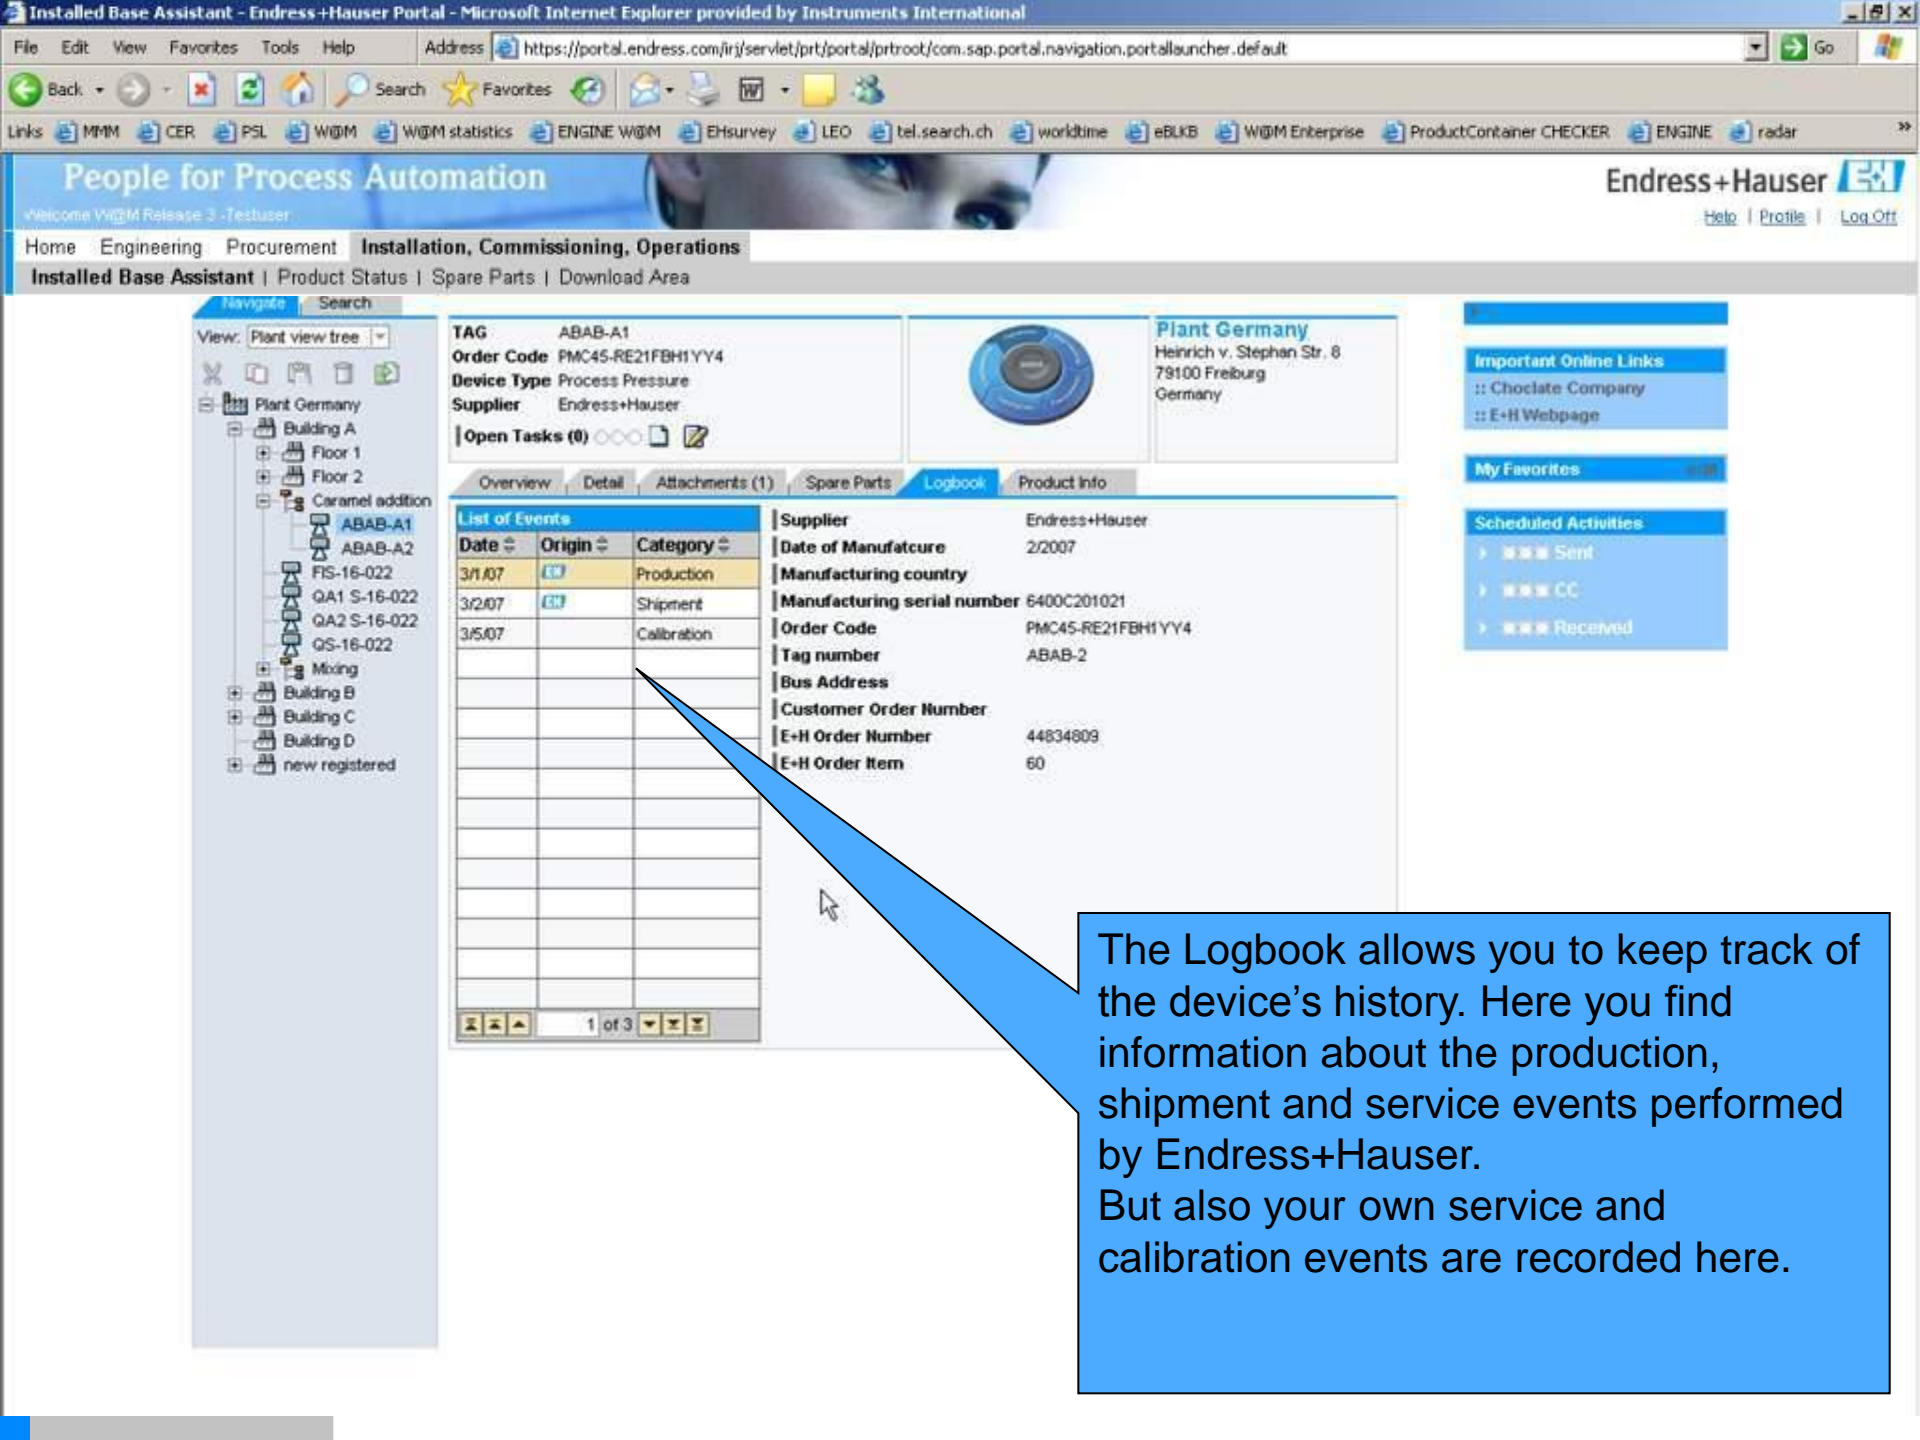 Installed Base Assistant - Endress+Hauser Portal - Microsoft Internet Explorer provided by Instruments International
File Edit View Favorites Tools Help Address https://portal.endress.com/irj/servlet/prt/portal/prtroot/com.sap.portal.navigation.portallauncher.default Go
Back Search Favorites
Links MMM CER PSL W@M W@M statistics ENGINE W@M EHsurvey LEO tel.search.ch worldtime eBLKB W@M Enterprise ProductContainer CHECKER ENGINE radar »
People for Process Automation
Endress+Hauser EH
Welcome W@M Release 3 -Testuser
Help | Profile | Log Off
Home Engineering Procurement Installation, Commissioning, Operations
Installed Base Assistant | Product Status | Spare Parts | Download Area
Navigate Search
View: Plant view tree
Plant Germany
Building A
Floor 1
Floor 2
Caramel addition
ABAB-A1
ABAB-A2
FIS-16-022
QA1 S-16-022
QA2 S-16-022
QS-16-022
Mixing
Building B
Building C
Building D
new registered
TAG ABAB-A1
Order Code PMC45-RE21FBH1YY4
Device Type Process Pressure
Supplier Endress+Hauser
Open Tasks (0)
Plant Germany
Heinrich v. Stephan Str. 8
79100 Freiburg
Germany
Overview Detail Attachments (1) Spare Parts Logbook Product Info
List of Events
Date Origin Category
3/1/07 EH Production
3/2/07 EH Shipment
3/5/07 Calibration
1 of 3
Supplier Endress+Hauser
Date of Manufatcure 2/2007
Manufacturing country
Manufacturing serial number 6400C201021
Order Code PMC45-RE21FBH1YY4
Tag number ABAB-2
Bus Address
Customer Order Number
E+H Order Number 44834809
E+H Order Item 60
Important Online Links
:: Choclate Company
:: E+H Webpage
My Favorites
Scheduled Activities
Sent
CC
Received
The Logbook allows you to keep track of
the device’s history. Here you find
information about the production,
shipment and service events performed
by Endress+Hauser.
But also your own service and
calibration events are recorded here.